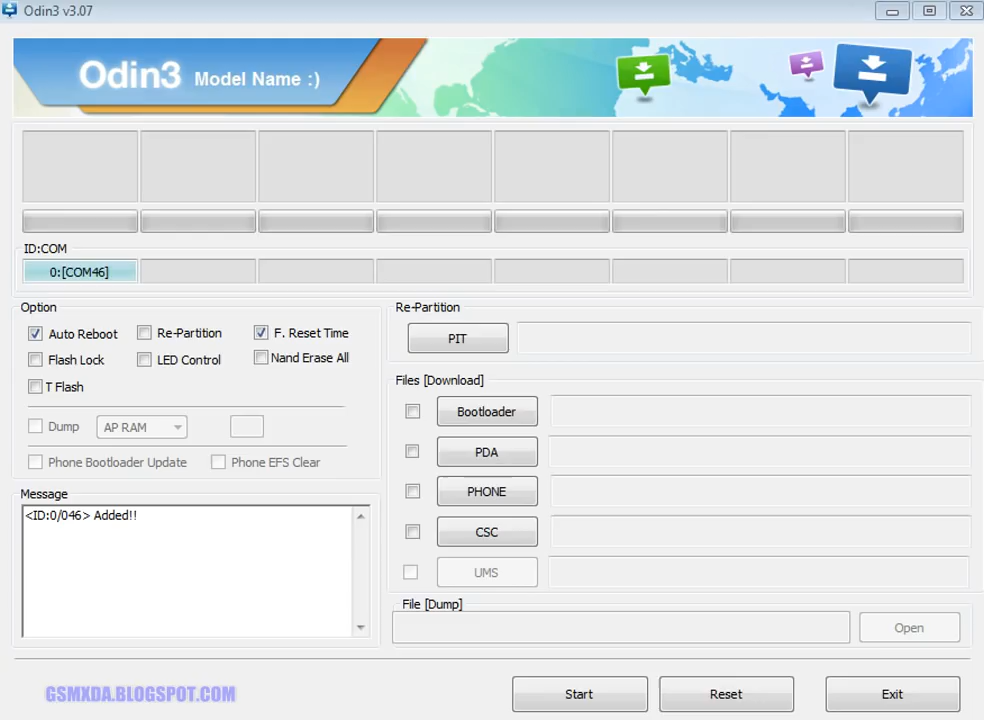 Odin3 v3.07
Odin3 Model Name :)
ID:COM
0:[COM46]
Option
Auto Reboot Re-Partition F. Reset Time
Flash Lock LED Control Nand Erase All
T Flash
Dump AP RAM
Phone Bootloader Update Phone EFS Clear
Message
<ID:0/046> Added!!
Re-Partition
PIT
Files [Download]
Bootloader
PDA
PHONE
CSC
UMS
File [Dump]
Open
GSMXDA.BLOGSPOT.COM
Start Reset Exit